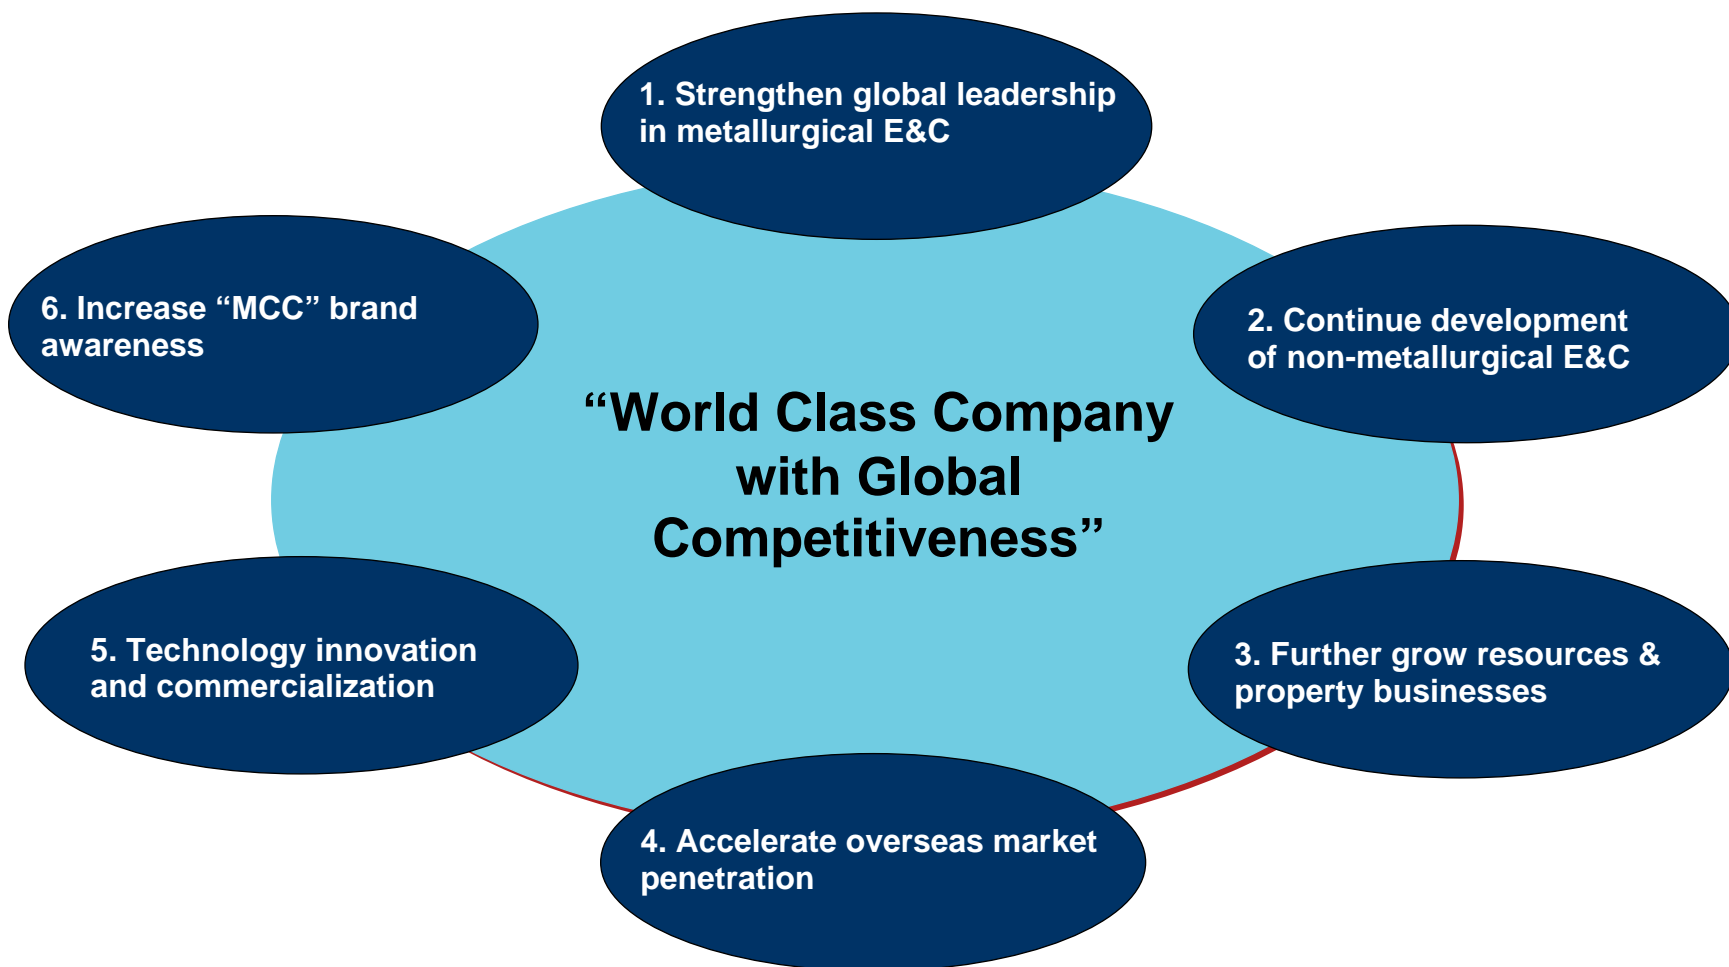 1. Strengthen global leadership
in metallurgical E&C
2. Continue development
of non-metallurgical E&C
3. Further grow resources &
property businesses
4. Accelerate overseas market
penetration
5. Technology innovation
and commercialization
6. Increase “MCC” brand
awareness
“World Class Company
with Global
Competitiveness”